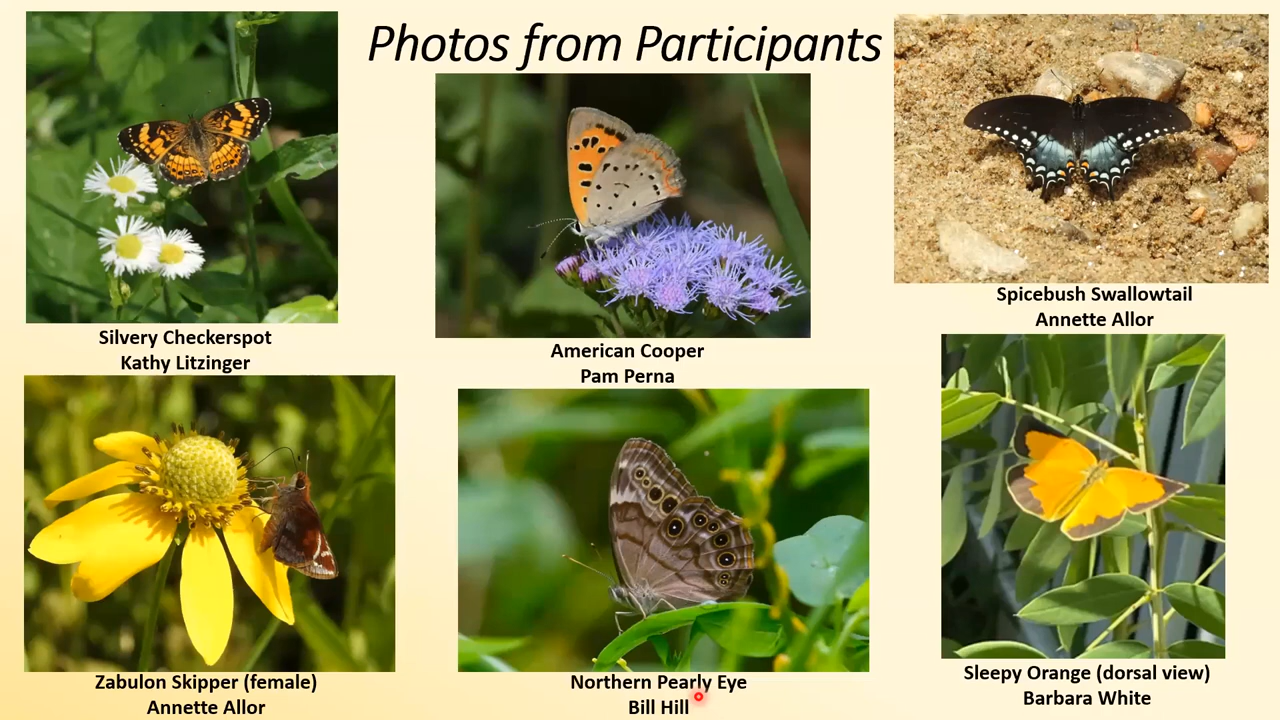 Photos from Participants
Silvery Checkerspot
Kathy Litzinger
American Cooper
Pam Perna
Spicebush Swallowtail
Annette Allor
Zabulon Skipper (female)
Annette Allor
Northern Pearly Eye
Bill Hill
Sleepy Orange (dorsal view)
Barbara White